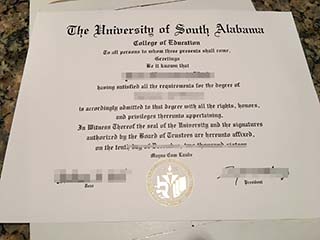 The University of South Alabama
College of Education
To all persons to whom these presents shall come,
Greetings
Be it known that
having satisfied all the requirements for the degree of
is accordingly admitted to that degree with all the rights, honors,
and privileges thereunto appertaining.
In Witness Thereof the seal of the University and the signatures
authorized by the Board of Trustees are hereunto affixed,
on the tenth day of December, two thousand sixteen
Magna Cum Laude
Dean
President